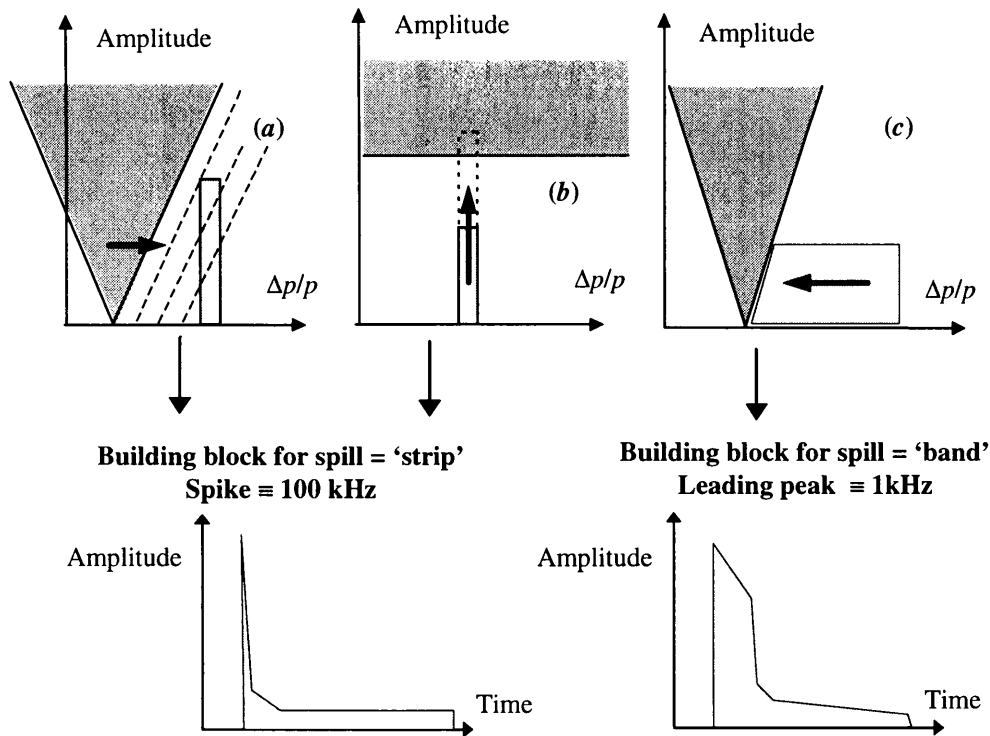 Amplitude
(a)
Δp/p
Amplitude
(b)
Δp/p
Amplitude
(c)
Δp/p
Building block for spill = ‘strip’
Spike ≡ 100 kHz
Building block for spill = ‘band’
Leading peak ≡ 1kHz
Amplitude
Time
Amplitude
Time